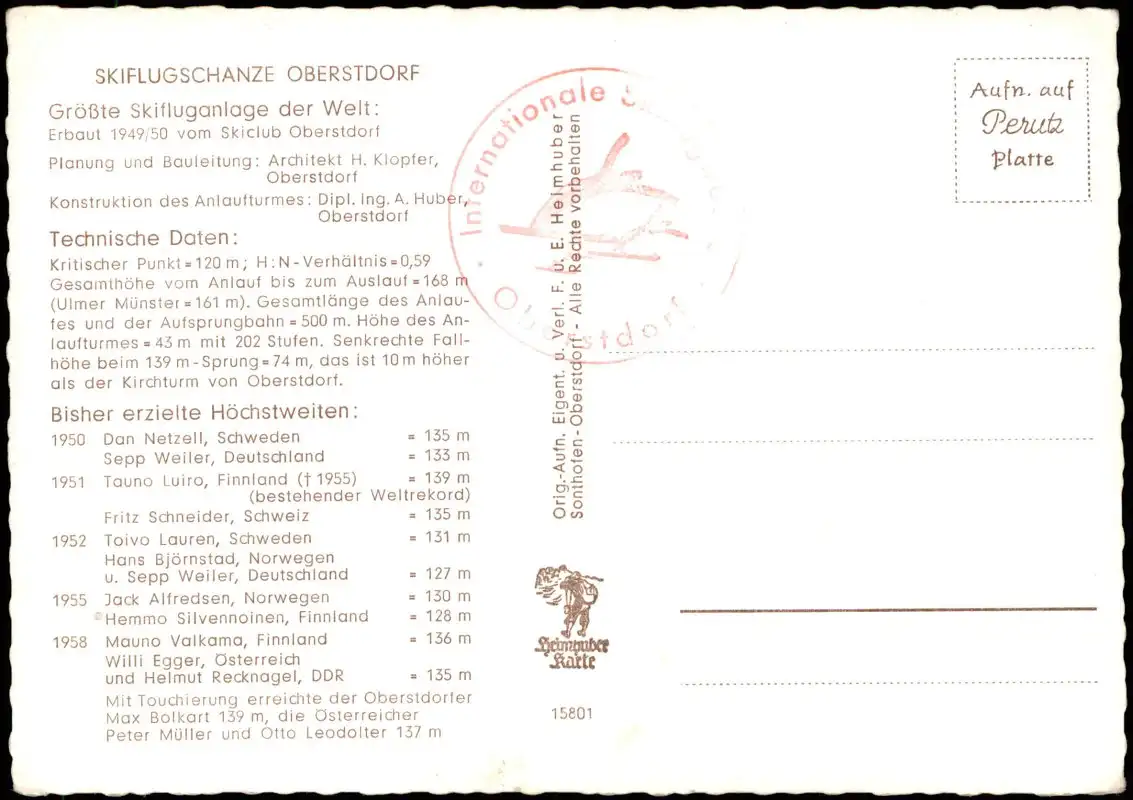 SKIFLUGSCHANZE OBERSTDORF
Größte Skifluganlage der Welt:
Erbaut 1949/50 vom Skiclub Oberstdorf
Planung und Bauleitung: Architekt H. Klopfer,
Oberstdorf
Konstruktion des Anlaufturmes: Dipl. Ing. A. Huber,
Oberstdorf
Technische Daten:
Kritischer Punkt = 120 m; H:N-Verhältnis = 0,59
Gesamthöhe vom Anlauf bis zum Auslauf = 168 m
(Ulmer Münster = 161 m). Gesamtlänge des Anlau-
fes und der Aufsprungbahn = 500 m. Höhe des An-
laufturmes = 43 m mit 202 Stufen. Senkrechte Fall-
höhe beim 139 m-Sprung = 74 m, das ist 10 m höher
als der Kirchturm von Oberstdorf.
Bisher erzielte Höchstweiten:
1950 Dan Netzell, Schweden = 135 m
Sepp Weiler, Deutschland = 133 m
1951 Tauno Luiro, Finnland († 1955) = 139 m
(bestehender Weltrekord)
Fritz Schneider, Schweiz = 135 m
1952 Toivo Lauren, Schweden = 131 m
Hans Björnstad, Norwegen
u. Sepp Weiler, Deutschland = 127 m
1955 Jack Alfredsen, Norwegen = 130 m
Hemmo Silvennoinen, Finnland = 128 m
1958 Mauno Valkama, Finnland = 136 m
Willi Egger, Österreich
und Helmut Recknagel, DDR = 135 m
Mit Touchierung erreichte der Oberstdorfer
Max Bolkart 139 m, die Österreicher
Peter Müller und Otto Leodolter 137 m
Internationale
Oberstdorf
Orig.-Aufn. Eigent. u. Verl. F. u. E. Heimhuber
Sonthofen-Oberstdorf - Alle Rechte vorbehalten
Heimhuber
Karte
15801
Aufn. auf
Perutz
Platte